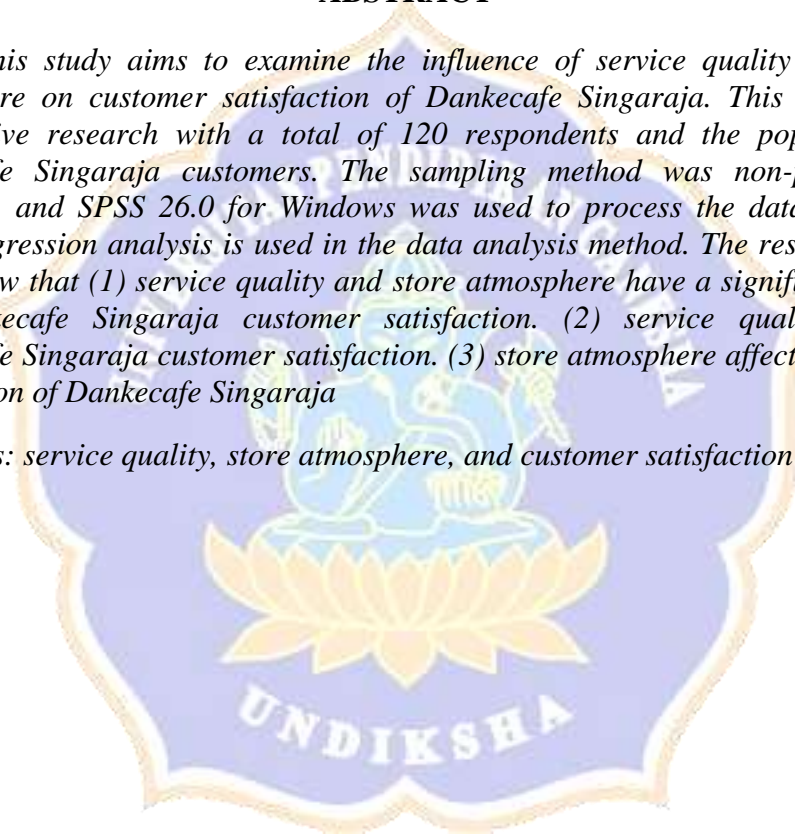 ABSTRACT
his study aims to examine the influence of service quality
re on customer satisfaction of Dankecafe Singaraja. This
ive research with a total of 120 respondents and the pop
fe Singaraja customers. The sampling method was non-p
and SPSS 26.0 for Windows was used to process the data
gression analysis is used in the data analysis method. The res
w that (1) service quality and store atmosphere have a signif
kecafe Singaraja customer satisfaction. (2) service qual
fe Singaraja customer satisfaction. (3) store atmosphere affect
on of Dankecafe Singaraja
s: service quality, store atmosphere, and customer satisfaction
UNDIKSHA